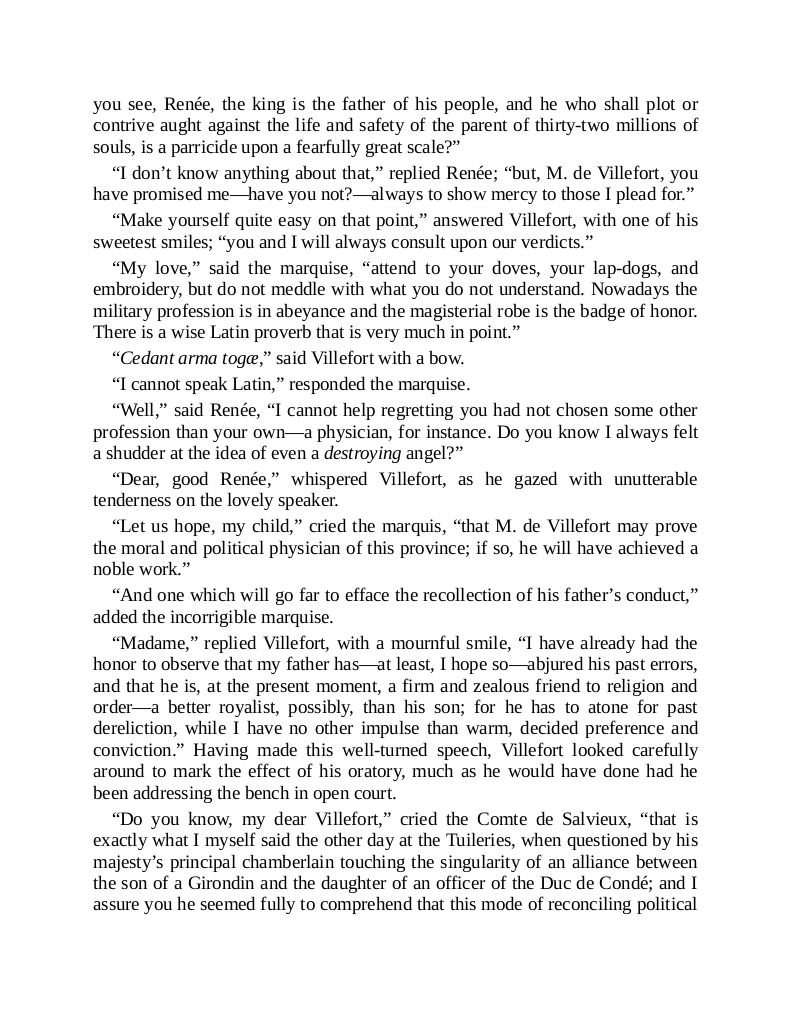 you see, Renée, the king is the father of his people, and he who shall plot or
contrive aught against the life and safety of the parent of thirty-two millions of
souls, is a parricide upon a fearfully great scale?”
“I don’t know anything about that,” replied Renée; “but, M. de Villefort, you
have promised me—have you not?—always to show mercy to those I plead for.”
“Make yourself quite easy on that point,” answered Villefort, with one of his
sweetest smiles; “you and I will always consult upon our verdicts.”
“My love,” said the marquise, “attend to your doves, your lap-dogs, and
embroidery, but do not meddle with what you do not understand. Nowadays the
military profession is in abeyance and the magisterial robe is the badge of honor.
There is a wise Latin proverb that is very much in point.”
“Cedant arma togæ,” said Villefort with a bow.
“I cannot speak Latin,” responded the marquise.
“Well,” said Renée, “I cannot help regretting you had not chosen some other
profession than your own—a physician, for instance. Do you know I always felt
a shudder at the idea of even a destroying angel?”
“Dear, good Renée,” whispered Villefort, as he gazed with unutterable
tenderness on the lovely speaker.
“Let us hope, my child,” cried the marquis, “that M. de Villefort may prove
the moral and political physician of this province; if so, he will have achieved a
noble work.”
“And one which will go far to efface the recollection of his father’s conduct,”
added the incorrigible marquise.
“Madame,” replied Villefort, with a mournful smile, “I have already had the
honor to observe that my father has—at least, I hope so—abjured his past errors,
and that he is, at the present moment, a firm and zealous friend to religion and
order—a better royalist, possibly, than his son; for he has to atone for past
dereliction, while I have no other impulse than warm, decided preference and
conviction.” Having made this well-turned speech, Villefort looked carefully
around to mark the effect of his oratory, much as he would have done had he
been addressing the bench in open court.
“Do you know, my dear Villefort,” cried the Comte de Salvieux, “that is
exactly what I myself said the other day at the Tuileries, when questioned by his
majesty’s principal chamberlain touching the singularity of an alliance between
the son of a Girondin and the daughter of an officer of the Duc de Condé; and I
assure you he seemed fully to comprehend that this mode of reconciling political